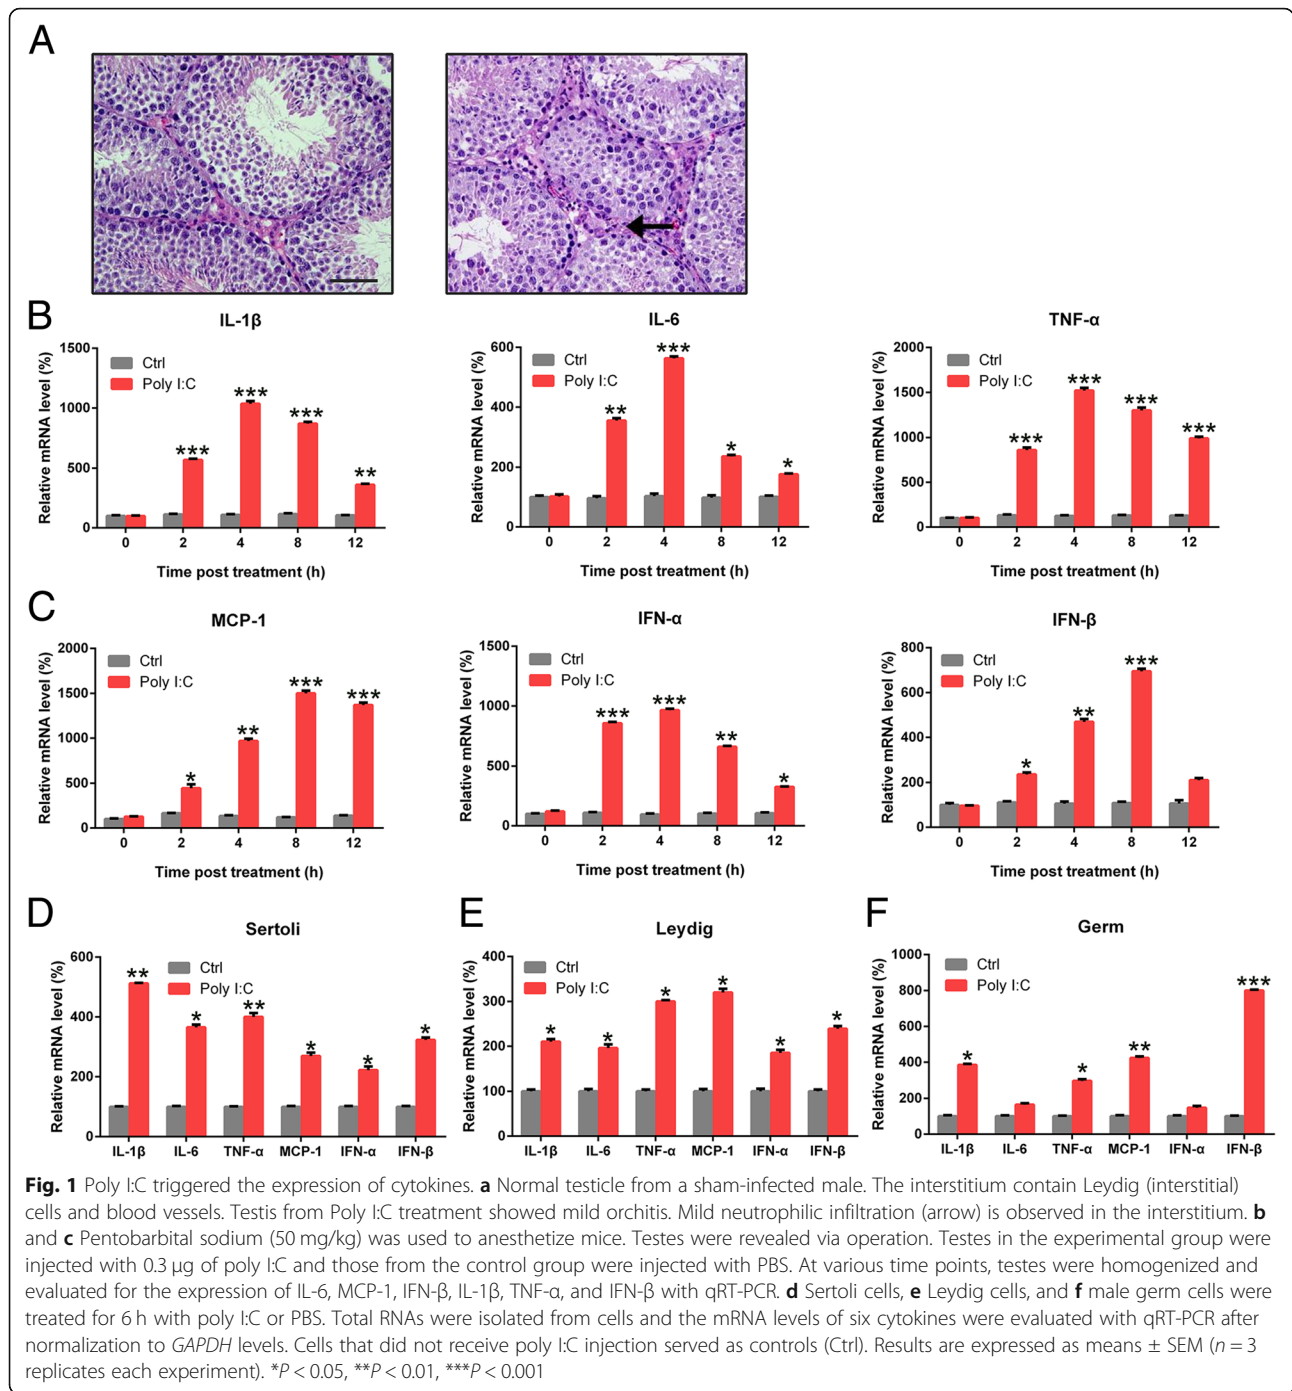 A
B
IL-1β
Relative mRNA level (%)
1500
1000
500
0
Ctrl
Poly I:C
***
***
***
**
0 2 4 8 12
Time post treatment (h)
IL-6
Relative mRNA level (%)
600
400
200
0
Ctrl
Poly I:C
**
***
*
*
0 2 4 8 12
Time post treatment (h)
TNF-α
Relative mRNA level (%)
2000
1500
1000
500
0
Ctrl
Poly I:C
***
***
***
***
0 2 4 8 12
Time post treatment (h)
C
MCP-1
Relative mRNA level (%)
2000
1500
1000
500
0
Ctrl
Poly I:C
*
**
***
***
0 2 4 8 12
Time post treatment (h)
IFN-α
Relative mRNA level (%)
1500
1000
500
0
Ctrl
Poly I:C
***
***
**
*
0 2 4 8 12
Time post treatment (h)
IFN-β
Relative mRNA level (%)
800
600
400
200
0
Ctrl
Poly I:C
*
**
***
0 2 4 8 12
Time post treatment (h)
D
Sertoli
Relative mRNA level (%)
600
400
200
0
Ctrl
Poly I:C
**
*
**
*
*
*
IL-1β IL-6 TNF-α MCP-1 IFN-α IFN-β
E
Leydig
Relative mRNA level (%)
400
300
200
100
0
Ctrl
Poly I:C
*
*
*
*
*
*
IL-1β IL-6 TNF-α MCP-1 IFN-α IFN-β
F
Germ
Relative mRNA level (%)
1000
800
600
400
200
0
Ctrl
Poly I:C
*
*
**
***
IL-1β IL-6 TNF-α MCP-1 IFN-α IFN-β
Fig. 1 Poly I:C triggered the expression of cytokines. a Normal testicle from a sham-infected male. The interstitium contain Leydig (interstitial)
cells and blood vessels. Testis from Poly I:C treatment showed mild orchitis. Mild neutrophilic infiltration (arrow) is observed in the interstitium. b
and c Pentobarbital sodium (50 mg/kg) was used to anesthetize mice. Testes were revealed via operation. Testes in the experimental group were
injected with 0.3 μg of poly I:C and those from the control group were injected with PBS. At various time points, testes were homogenized and
evaluated for the expression of IL-6, MCP-1, IFN-β, IL-1β, TNF-α, and IFN-β with qRT-PCR. d Sertoli cells, e Leydig cells, and f male germ cells were
treated for 6 h with poly I:C or PBS. Total RNAs were isolated from cells and the mRNA levels of six cytokines were evaluated with qRT-PCR after
normalization to GAPDH levels. Cells that did not receive poly I:C injection served as controls (Ctrl). Results are expressed as means ± SEM (n = 3
replicates each experiment). *P < 0.05, **P < 0.01, ***P < 0.001